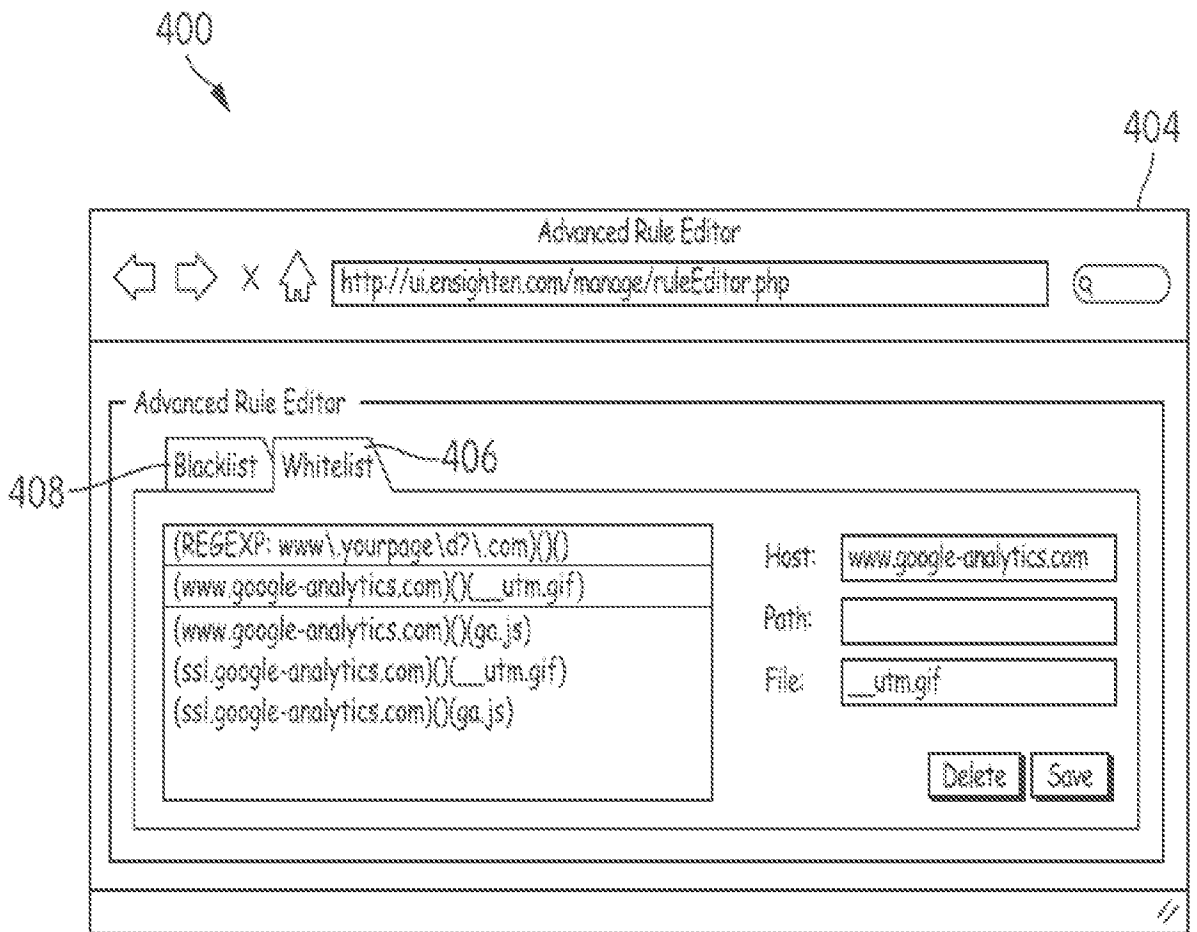 400
404
Advanced Rule Editor
X http://ui.ensighten.com/manage/ruleEditor.php
Advanced Rule Editor
Blacklist Whitelist 406
408
(REGEXP: www\.yourpage\d?\.com)()()
(www.google-analytics.com)()(__utm.gif)
(www.google-analytics.com)()(ga.js)
(ssl.google-analytics.com)()(__utm.gif)
(ssl.google-analytics.com)()(ga.js)
Host: www.google-analytics.com
Path:
File: __utm.gif
Delete Save